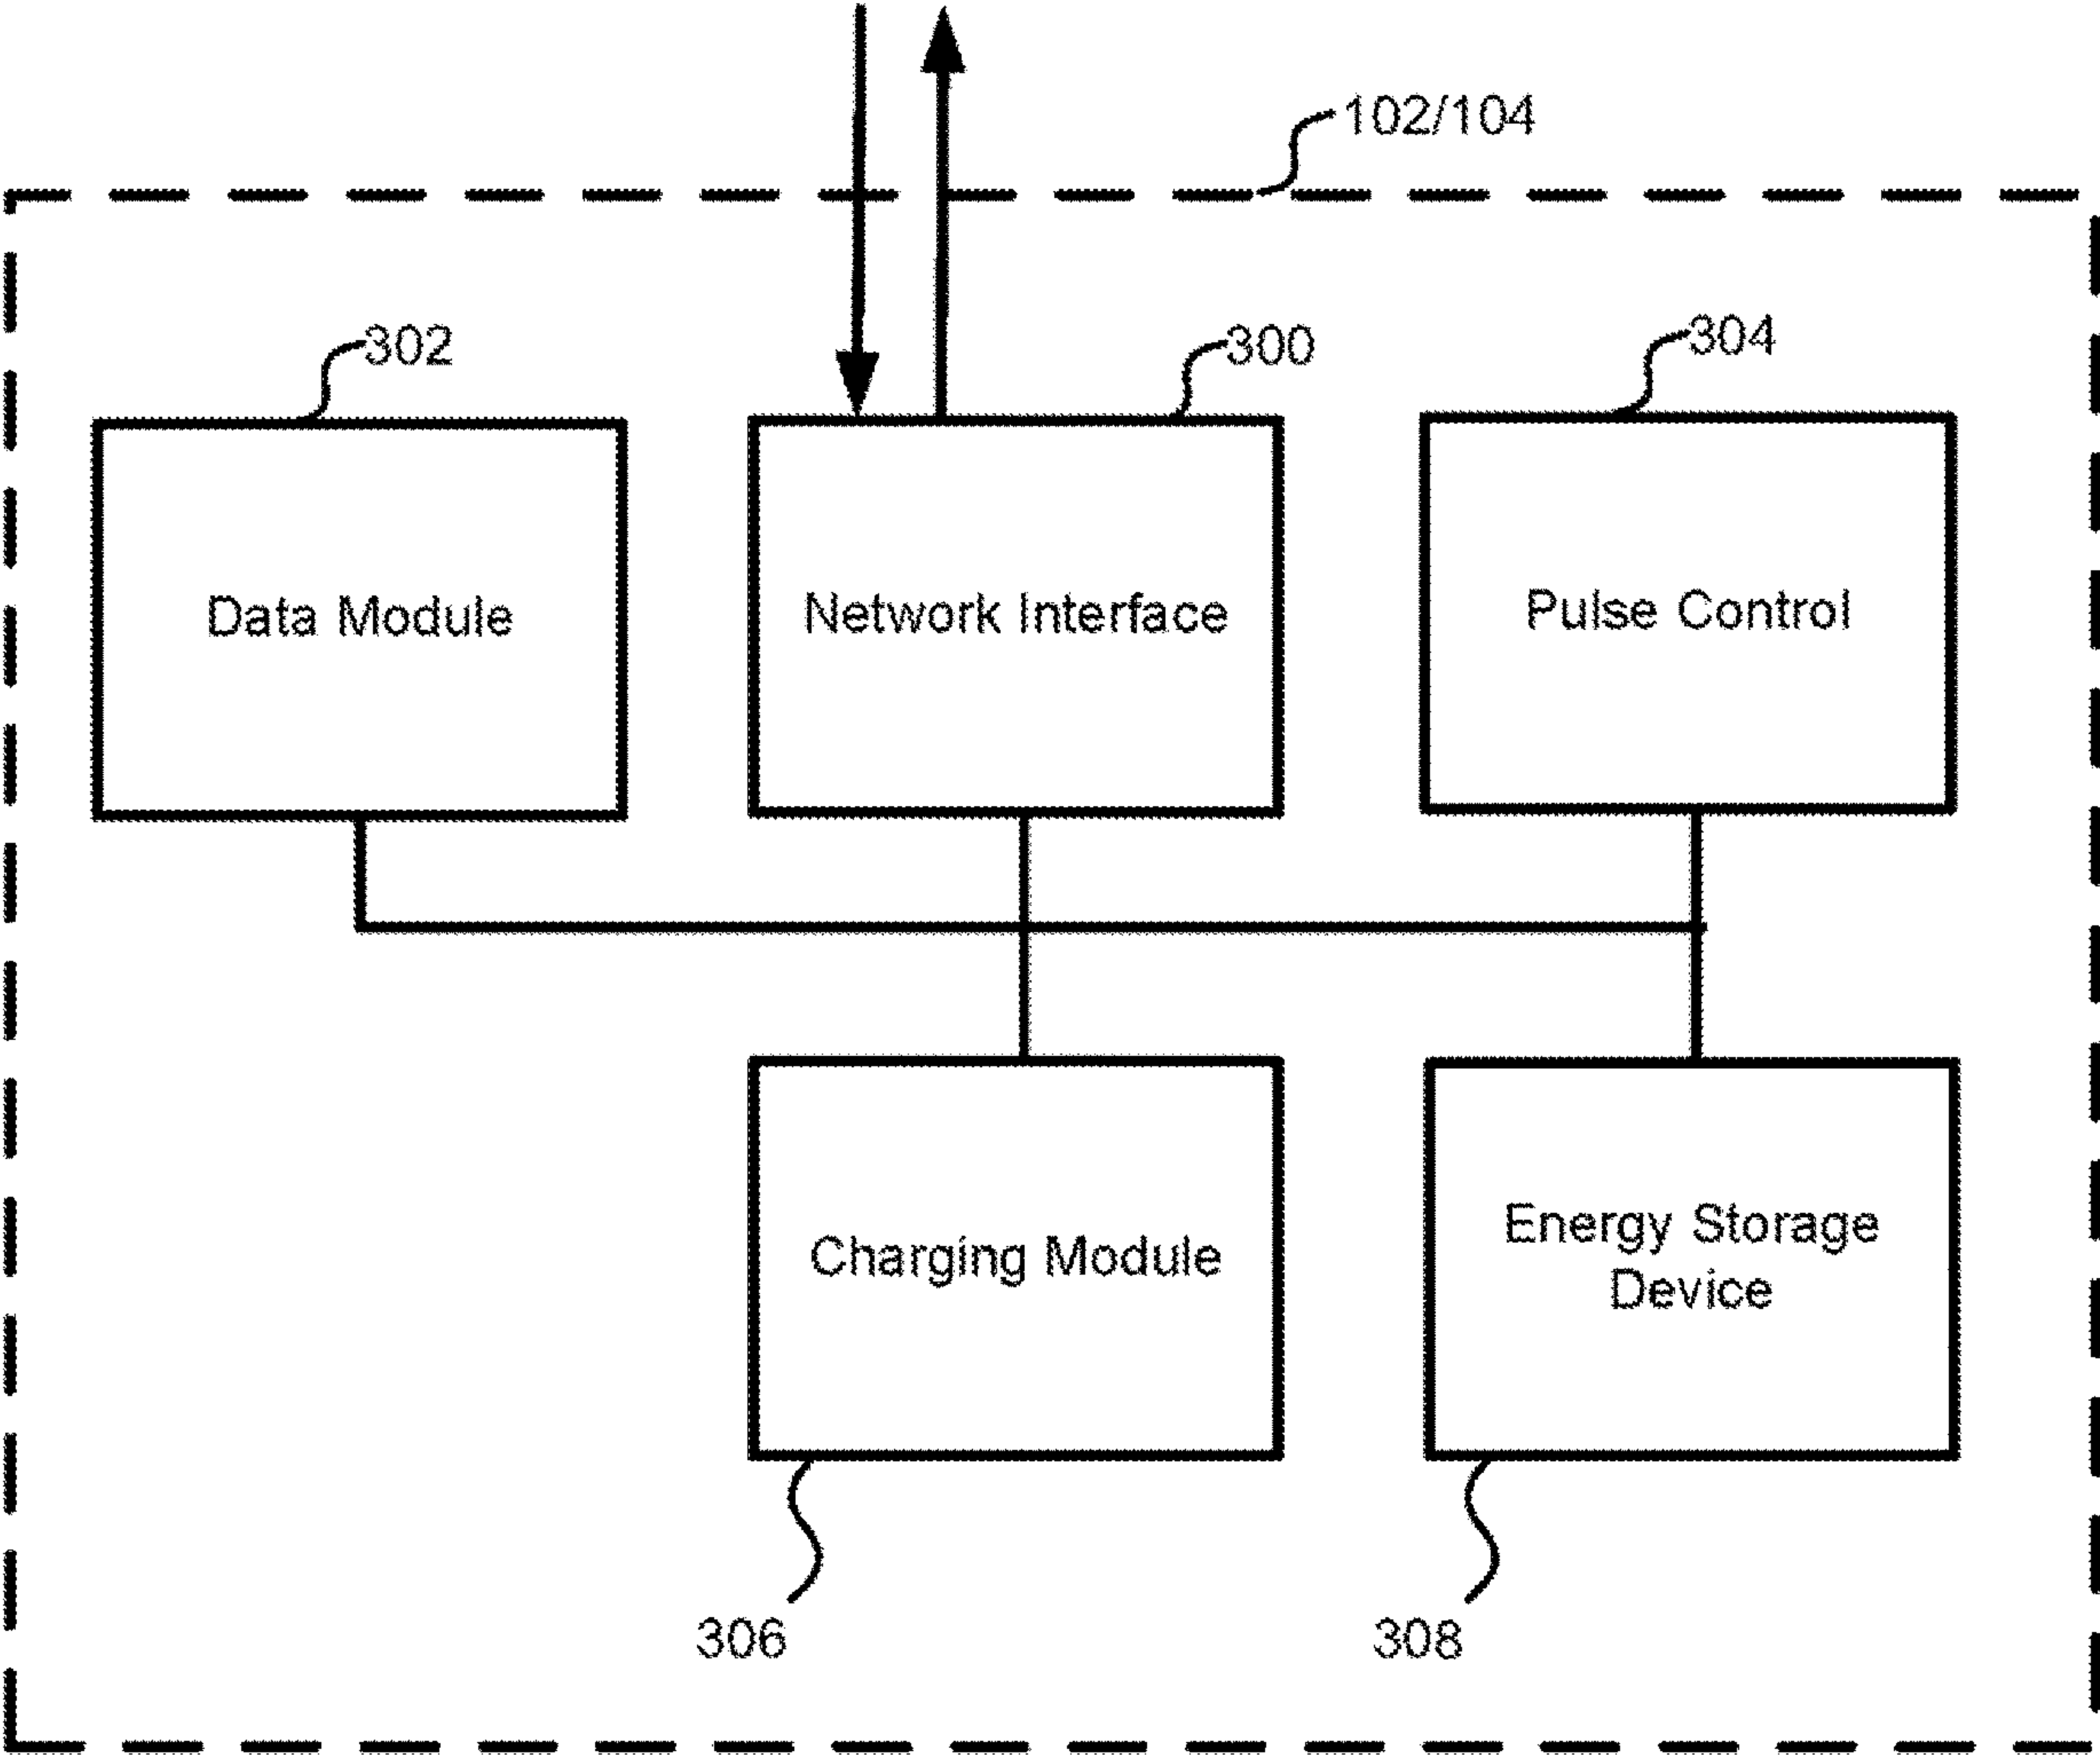 102/104
302
300
304
Data Module
Network Interface
Pulse Control
Charging Module
Energy Storage
Device
306
308